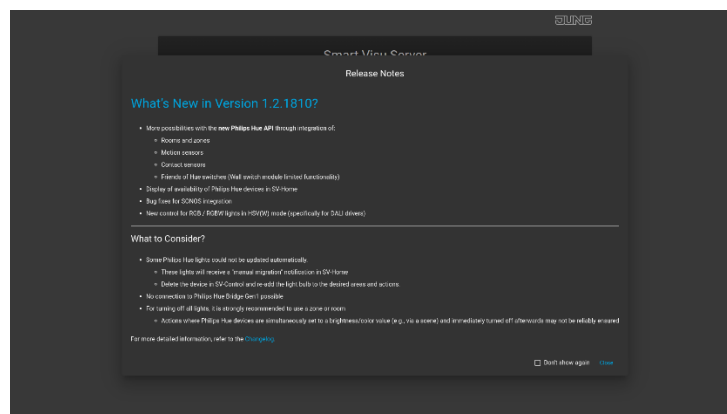 JUNG
Smart Visu Server
Release Notes
What's New in Version 1.2.1810?
More possibilities with the new Philips Hue API through integration of:
Rooms and zones
Motion sensors
Contact sensors
Friends of Hue switches (Wall switch module limited functionality)
Display of availability of Philips Hue devices in SV-Home
Bug fixes for SONOS integration
New control for RGB / RGBW lights in HSV(W) mode (specifically for DALI drivers)
What to Consider?
Some Philips Hue lights could not be updated automatically.
These lights will receive a "manual migration" notification in SV-Home
Delete the device in SV-Control and re-add the light bulb to the desired areas and actions.
No connection to Philips Hue Bridge Gen1 possible
For turning off all lights, it is strongly recommended to use a zone or room
Actions where Philips Hue devices are simultaneously set to a brightness/color value (e.g., via a scene) and immediately turned off afterwards may not be reliably ensured
For more detailed information, refer to the Changelog.
Don't show again Close